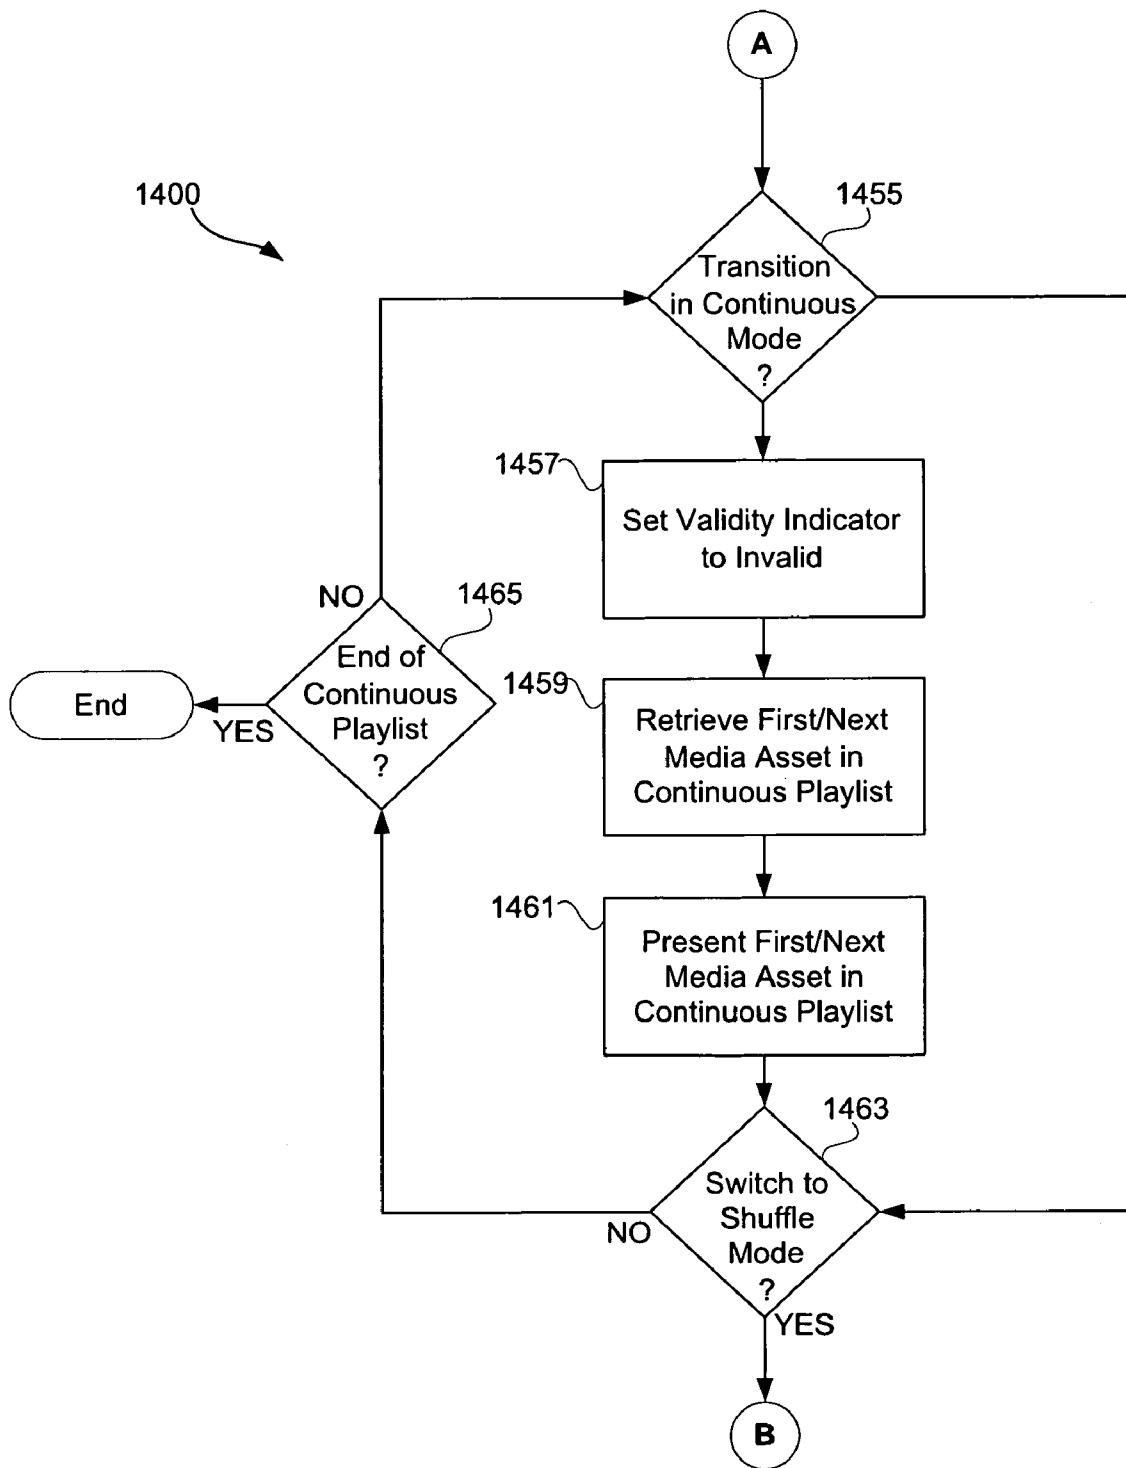 A
1400
1455
Transition
in Continuous
Mode
?
1457
Set Validity Indicator
to Invalid
NO
1465
End of
Continuous
Playlist
?
End
YES
1459
Retrieve First/Next
Media Asset in
Continuous Playlist
1461
Present First/Next
Media Asset in
Continuous Playlist
1463
Switch to
Shuffle
Mode
?
NO
YES
B